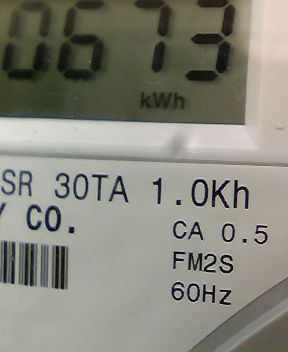 0673
kWh
SR 30TA 1.0Kh
Y CO.
CA 0.5
FM2S
60Hz